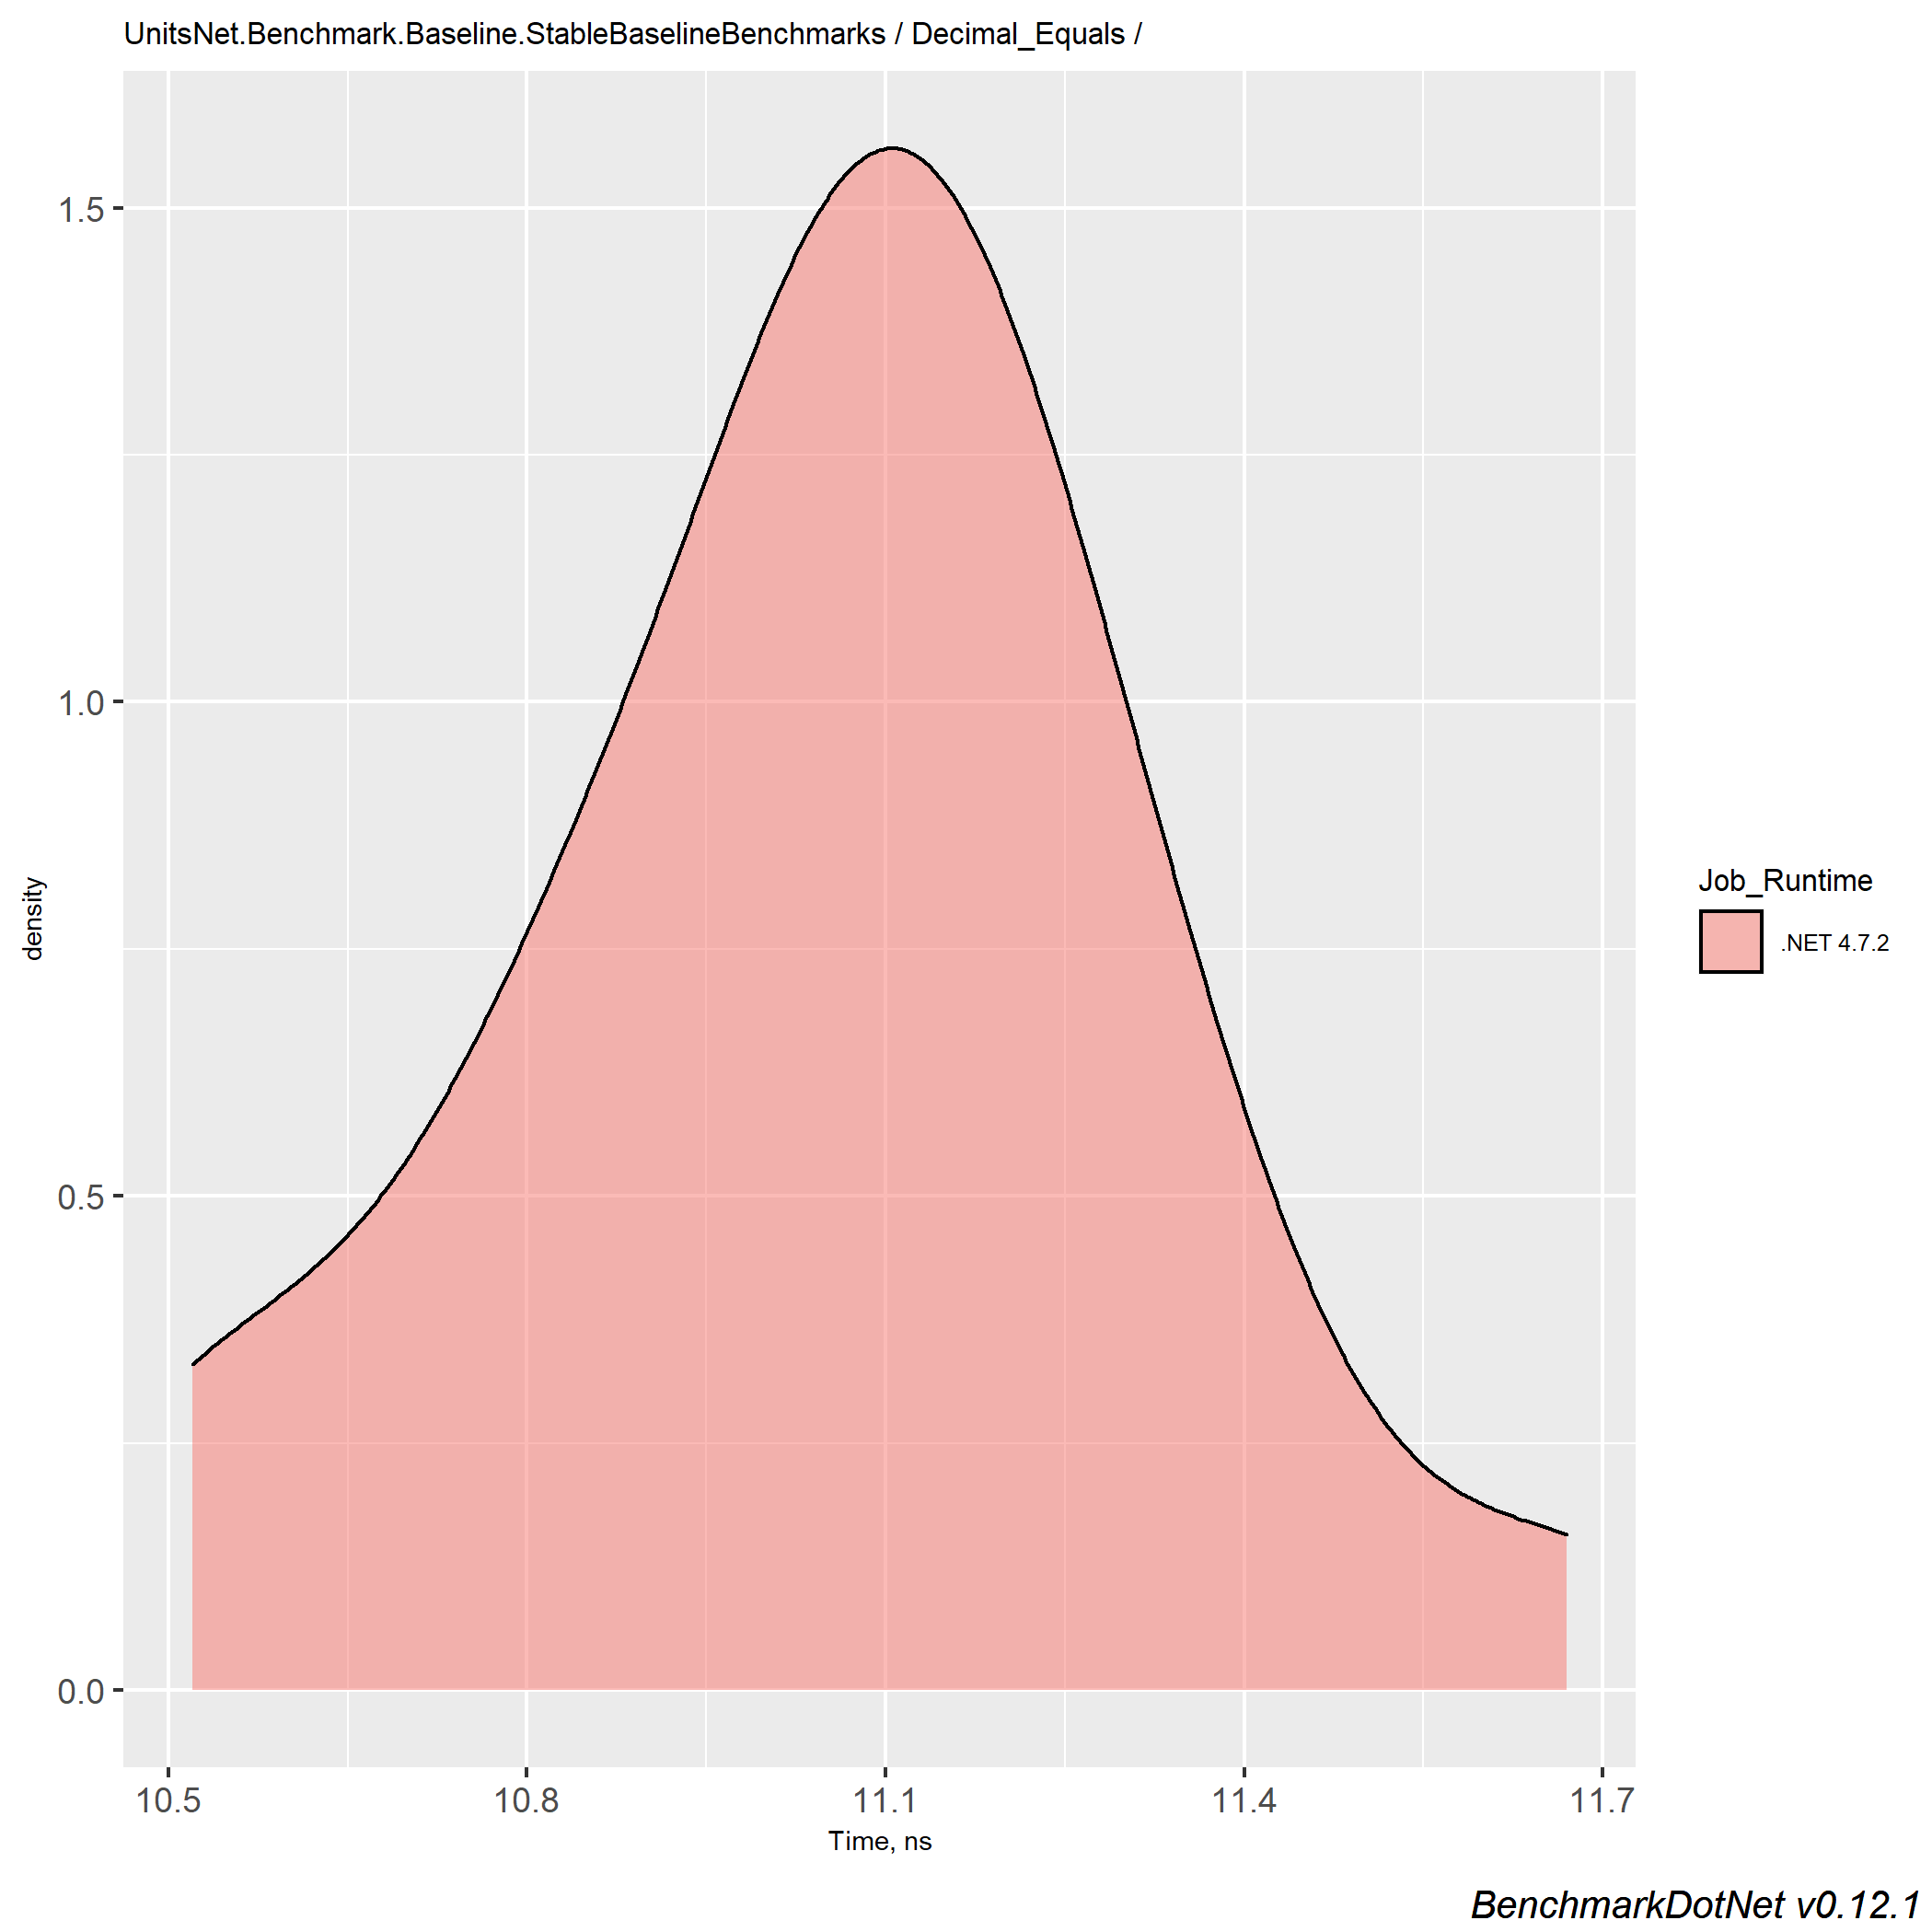 UnitsNet.Benchmark.Baseline.StableBaselineBenchmarks / Decimal_Equals /
1.5
1.0
0.5
0.0
density
10.5 10.8 11.1 11.4 11.7
Time, ns
Job_Runtime
.NET 4.7.2
BenchmarkDotNet v0.12.1